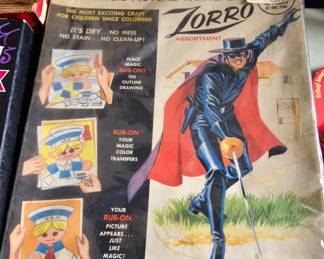 THE MOST EXCITING CRAFT
FOR CHILDREN SINCE COLORING
ZORRO
ASSORTMENT
IT'S DRY... NO MESS
NO STAIN... NO CLEAN-UP!
PLACE
MAGIC
RUB-ONS
ON
OUTLINE
DRAWING
RUB-ON
YOUR
MAGIC
COLOR
TRANSFERS
YOUR
RUB-ON
PICTURE
APPEARS...
JUST
LIKE
MAGIC!